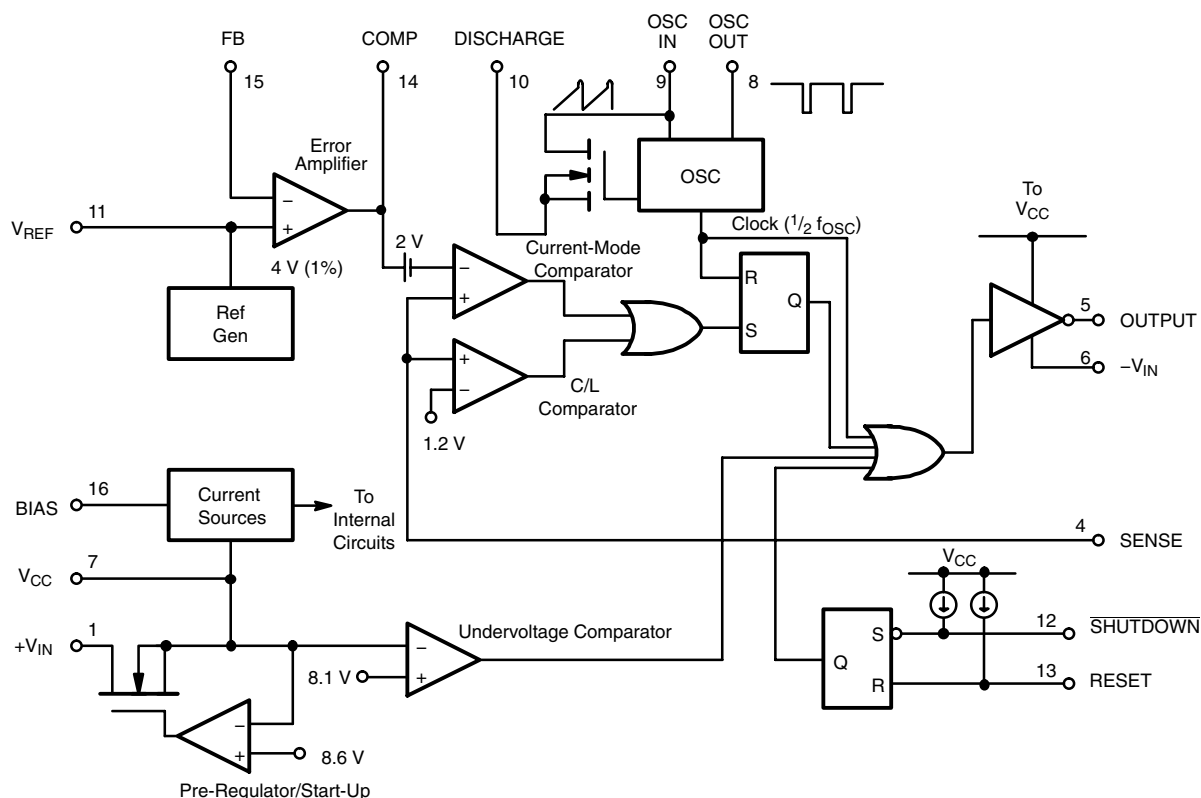 FB
COMP
DISCHARGE
OSC
IN
OSC
OUT
15
14
10
9
8
Error
Amplifier
OSC
−
+
V_REF
11
4 V (1%)
2 V
Current-Mode
Comparator
Clock (1/2 f_OSC)
To
V_CC
Ref
Gen
−
+
R
Q
S
5
OUTPUT
6
−V_IN
+
−
C/L
Comparator
1.2 V
BIAS
16
Current
Sources
To
Internal
Circuits
4
SENSE
V_CC
7
V_CC
+V_IN
1
Undervoltage Comparator
−
+
8.1 V
S
Q
R
12
SHUTDOWN
13
RESET
−
+
8.6 V
Pre-Regulator/Start-Up